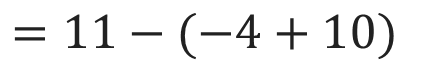 = 11 − (−4 + 10)